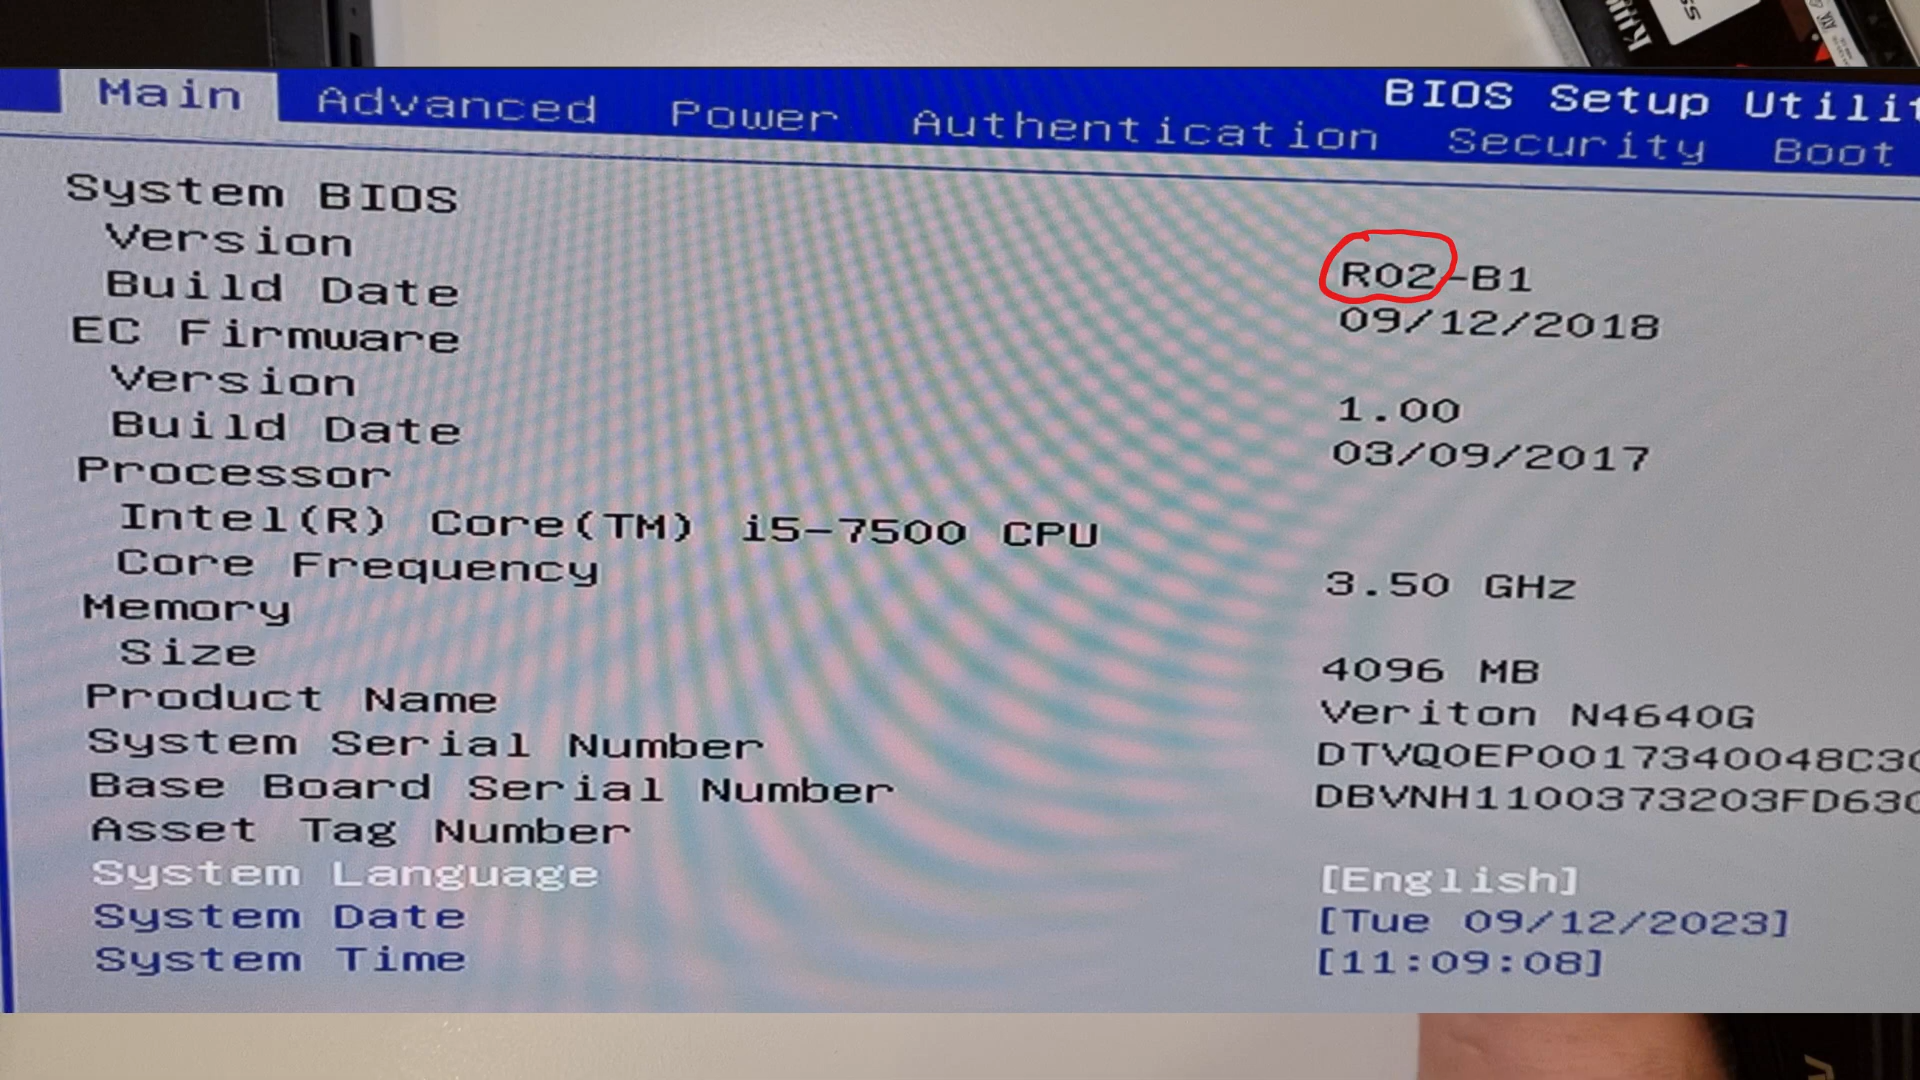 Main Advanced Power Authentication Security Boot
BIOS Setup
System BIOS
Version R02-B1
Build Date 09/12/2018
EC Firmware
Version 1.00
Build Date 03/09/2017
Processor
Intel(R) Core(TM) i5-7500 CPU
Core Frequency 3.50 GHz
Memory
Size 4096 MB
Product Name Veriton N4640G
System Serial Number DTVQ0EP0017340048C30
Base Board Serial Number DBVNH1100373203FD630
Asset Tag Number
System Language [English]
System Date [Tue 09/12/2023]
System Time [11:09:08]